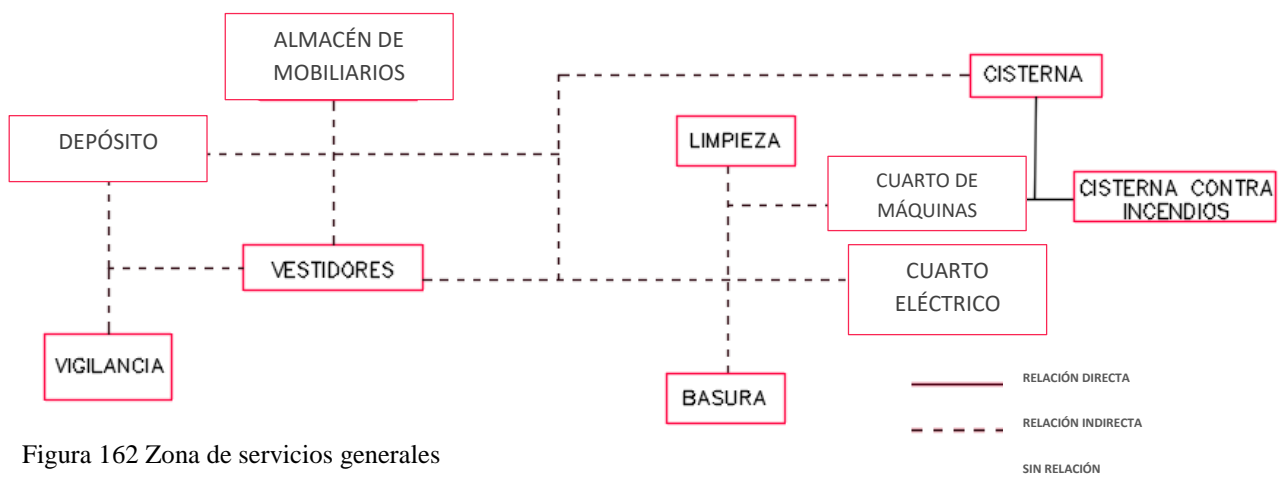 ALMACÉN DE
MOBILIARIOS
CISTERNA
DEPÓSITO
LIMPIEZA
CUARTO DE
MÁQUINAS
CISTERNA CONTRA
INCENDIOS
VESTIDORES
CUARTO
ELÉCTRICO
VIGILANCIA
BASURA
RELACIÓN DIRECTA
RELACIÓN INDIRECTA
SIN RELACIÓN
Figura 162 Zona de servicios generales